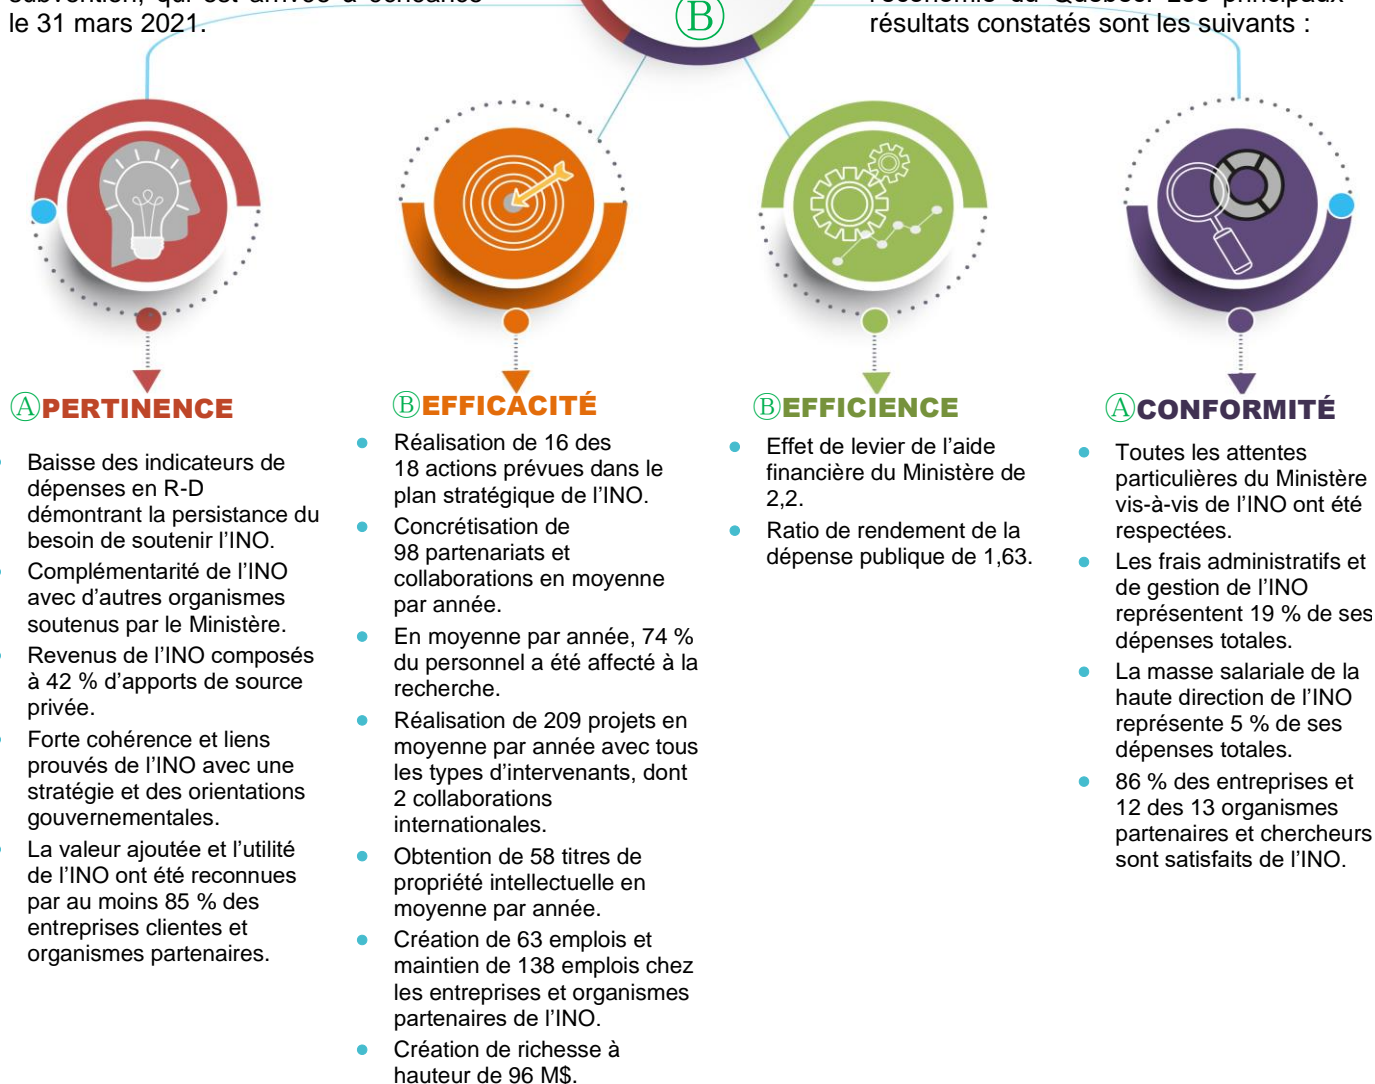 subvention, qui est arrivée à échéance
le 31 mars 2021.
l'économie du Québec. Les principaux
résultats constatés sont les suivants :
Ⓑ
ⒶPERTINENCE
Baisse des indicateurs de
dépenses en R-D
démontrant la persistance du
besoin de soutenir l'INO.
Complémentarité de l'INO
avec d'autres organismes
soutenus par le Ministère.
Revenus de l'INO composés
à 42 % d'apports de source
privée.
Forte cohérence et liens
prouvés de l'INO avec une
stratégie et des orientations
gouvernementales.
La valeur ajoutée et l'utilité
de l'INO ont été reconnues
par au moins 85 % des
entreprises clientes et
organismes partenaires.
ⒷEFFICACITÉ
Réalisation de 16 des
18 actions prévues dans le
plan stratégique de l'INO.
Concrétisation de
98 partenariats et
collaborations en moyenne
par année.
En moyenne par année, 74 %
du personnel a été affecté à la
recherche.
Réalisation de 209 projets en
moyenne par année avec tous
les types d'intervenants, dont
2 collaborations
internationales.
Obtention de 58 titres de
propriété intellectuelle en
moyenne par année.
Création de 63 emplois et
maintien de 138 emplois chez
les entreprises et organismes
partenaires de l'INO.
Création de richesse à
hauteur de 96 M$.
ⒷEFFICIENCE
Effet de levier de l'aide
financière du Ministère de
2,2.
Ratio de rendement de la
dépense publique de 1,63.
ⒶCONFORMITÉ
Toutes les attentes
particulières du Ministère
vis-à-vis de l'INO ont été
respectées.
Les frais administratifs et
de gestion de l'INO
représentent 19 % de ses
dépenses totales.
La masse salariale de la
haute direction de l'INO
représente 5 % de ses
dépenses totales.
86 % des entreprises et
12 des 13 organismes
partenaires et chercheurs
sont satisfaits de l'INO.